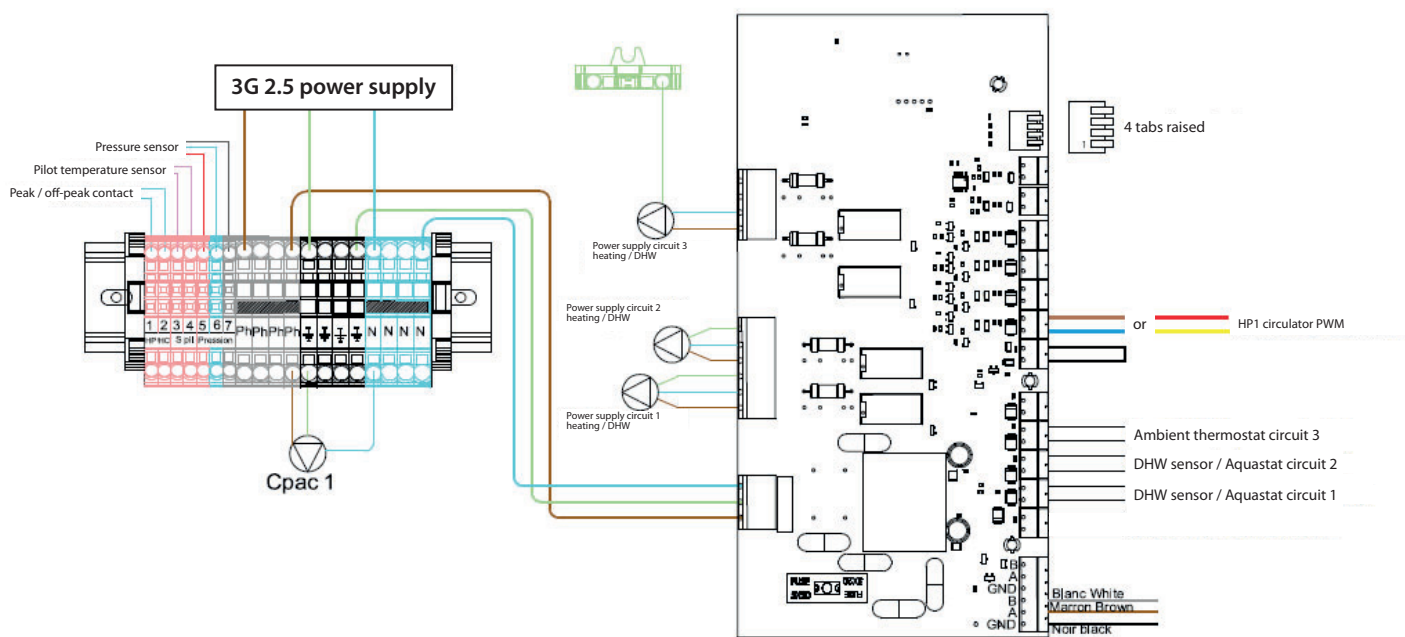 3G 2.5 power supply
Pressure sensor
Pilot temperature sensor
Peak / off-peak contact
1 2 3 4 5 6 7
HP HC S pil Pression
Ph Ph Ph Ph
N N N N
Cpac 1
Power supply circuit 3
heating / DHW
Power supply circuit 2
heating / DHW
Power supply circuit 1
heating / DHW
1
4 tabs raised
or
HP1 circulator PWM
Ambient thermostat circuit 3
DHW sensor / Aquastat circuit 2
DHW sensor / Aquastat circuit 1
B
A
GND
B
A
GND
Blanc White
Marron Brown
Noir black
FUSE